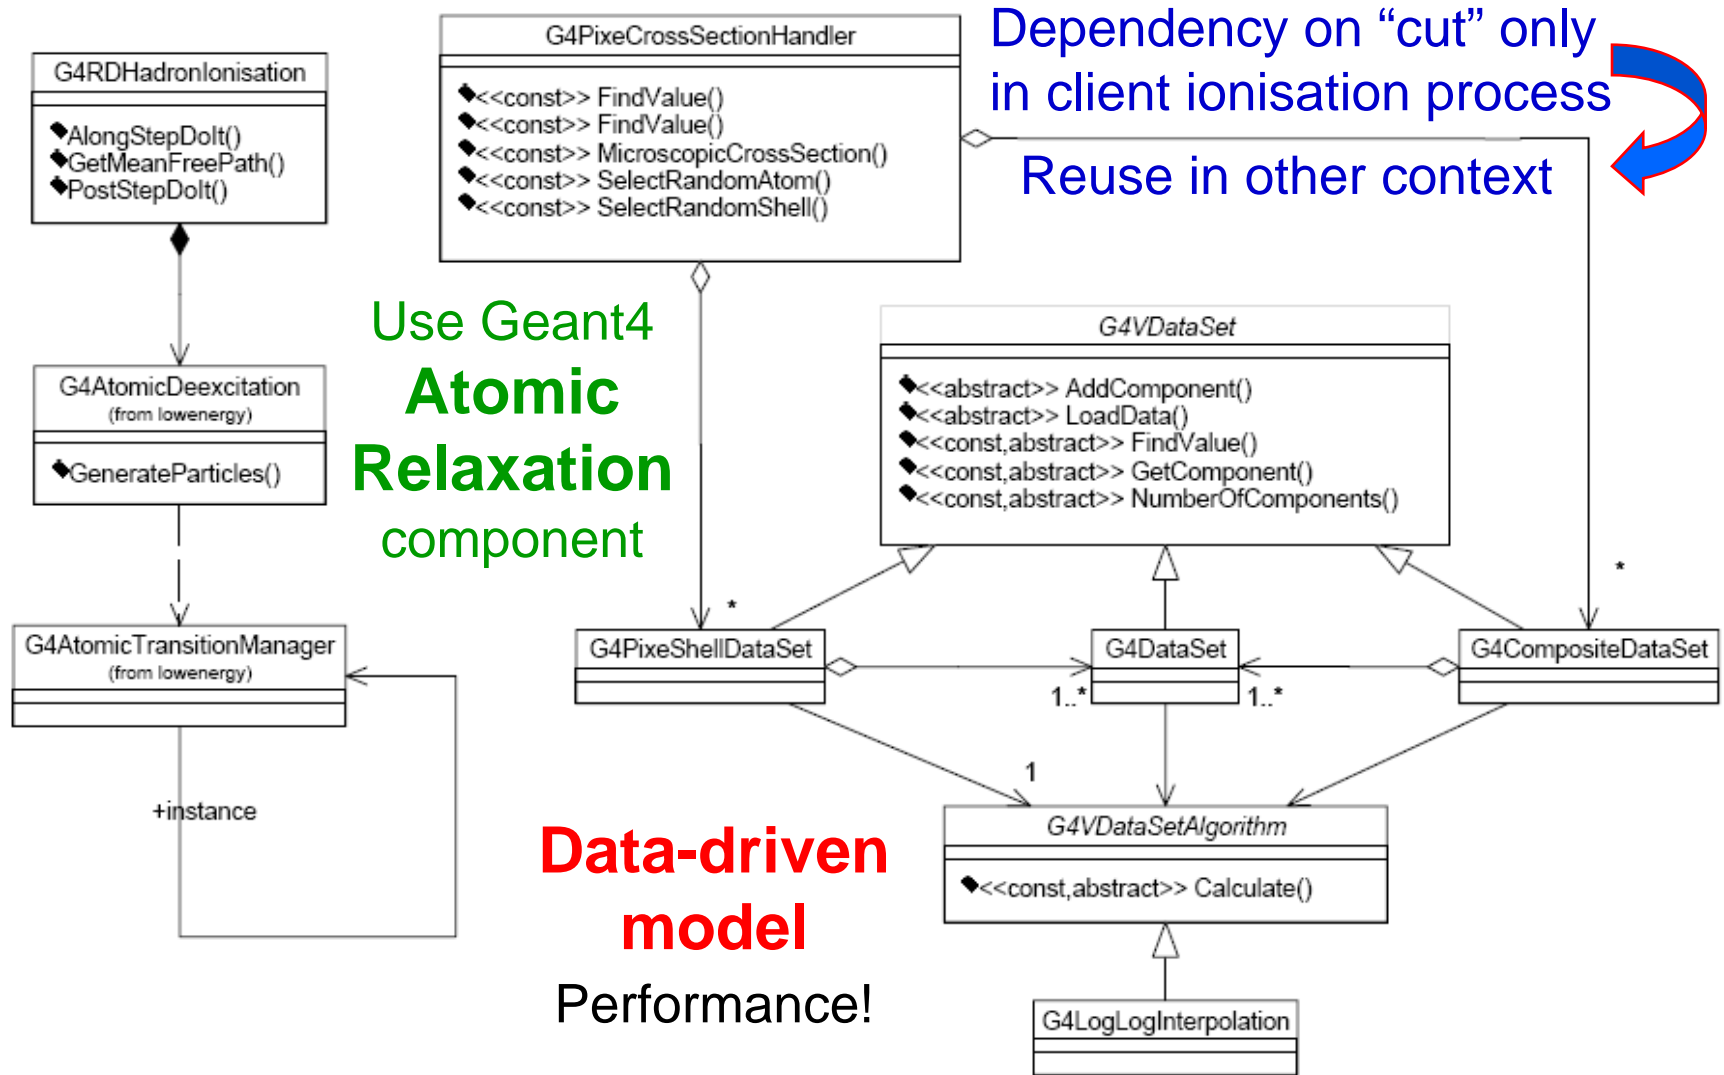 G4RDHadronIonisation
AlongStepDoIt()
GetMeanFreePath()
PostStepDoIt()
G4PixeCrossSectionHandler
<<const>> FindValue()
<<const>> FindValue()
<<const>> MicroscopicCrossSection()
<<const>> SelectRandomAtom()
<<const>> SelectRandomShell()
Dependency on “cut” only
in client ionisation process
Reuse in other context
G4AtomicDeexcitation
(from lowenergy)
GenerateParticles()
Use Geant4
Atomic
Relaxation
component
G4VDataSet
<<abstract>> AddComponent()
<<abstract>> LoadData()
<<const,abstract>> FindValue()
<<const,abstract>> GetComponent()
<<const,abstract>> NumberOfComponents()
*
*
G4AtomicTransitionManager
(from lowenergy)
+instance
G4PixeShellDataSet
G4DataSet
G4CompositeDataSet
1..*
1..*
1
G4VDataSetAlgorithm
<<const,abstract>> Calculate()
Data-driven
model
Performance!
G4LogLogInterpolation